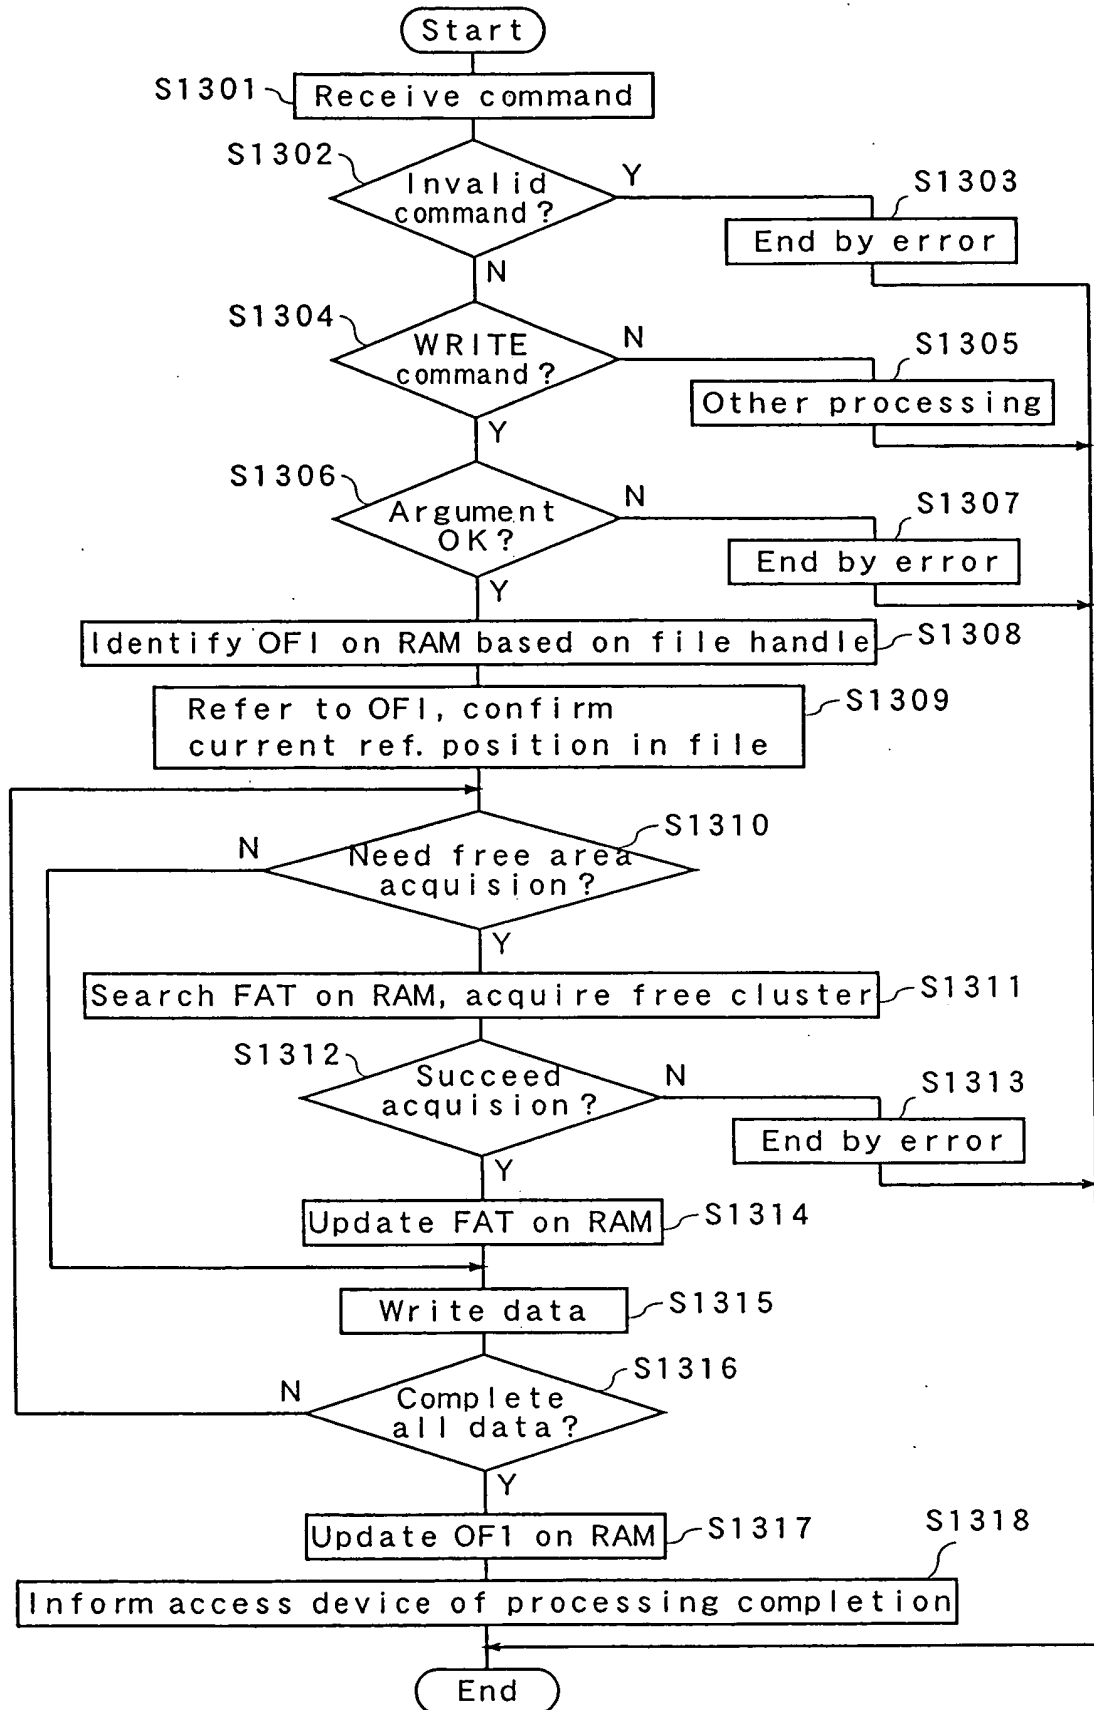 Start
S1301
Receive command
S1302
Invalid
command?
Y
S1303
End by error
N
S1304
WRITE
command?
N
S1305
Other processing
Y
S1306
Argument
OK?
N
S1307
End by error
Y
Identify OFI on RAM based on file handle
S1308
Refer to OFI, confirm
current ref. position in file
S1309
S1310
N
Need free area
acquision?
Y
Search FAT on RAM, acquire free cluster
S1311
S1312
Succeed
acquision?
N
S1313
End by error
Y
Update FAT on RAM
S1314
Write data
S1315
S1316
N
Complete
all data?
Y
Update OFI on RAM
S1317
S1318
Inform access device of processing completion
End